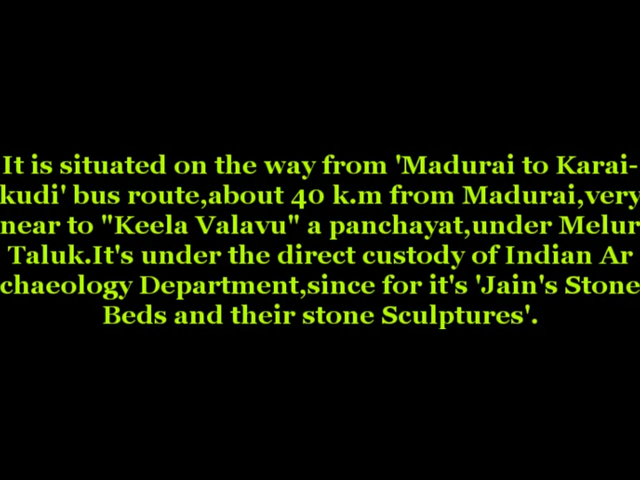 It is situated on the way from 'Madurai to Karai-
kudi' bus route,about 40 k.m from Madurai,very
near to "Keela Valavu" a panchayat,under Melur
Taluk.It's under the direct custody of Indian Ar
chaeology Department,since for it's 'Jain's Stone
Beds and their stone Sculptures'.